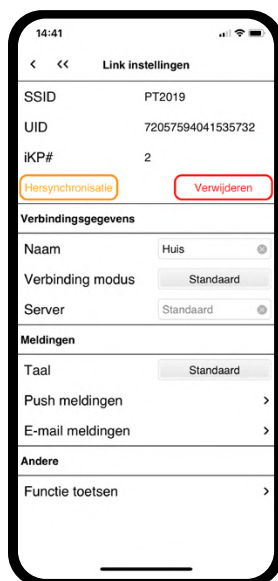 14:41
Link instellingen
SSID PT2019
UID 72057594041535732
iKP# 2
Hersynchronisatie Verwijderen
Verbindingsgegevens
Naam Huis
Verbinding modus Standaard
Server Standaard
Meldingen
Taal Standaard
Push meldingen
E-mail meldingen
Andere
Functie toetsen